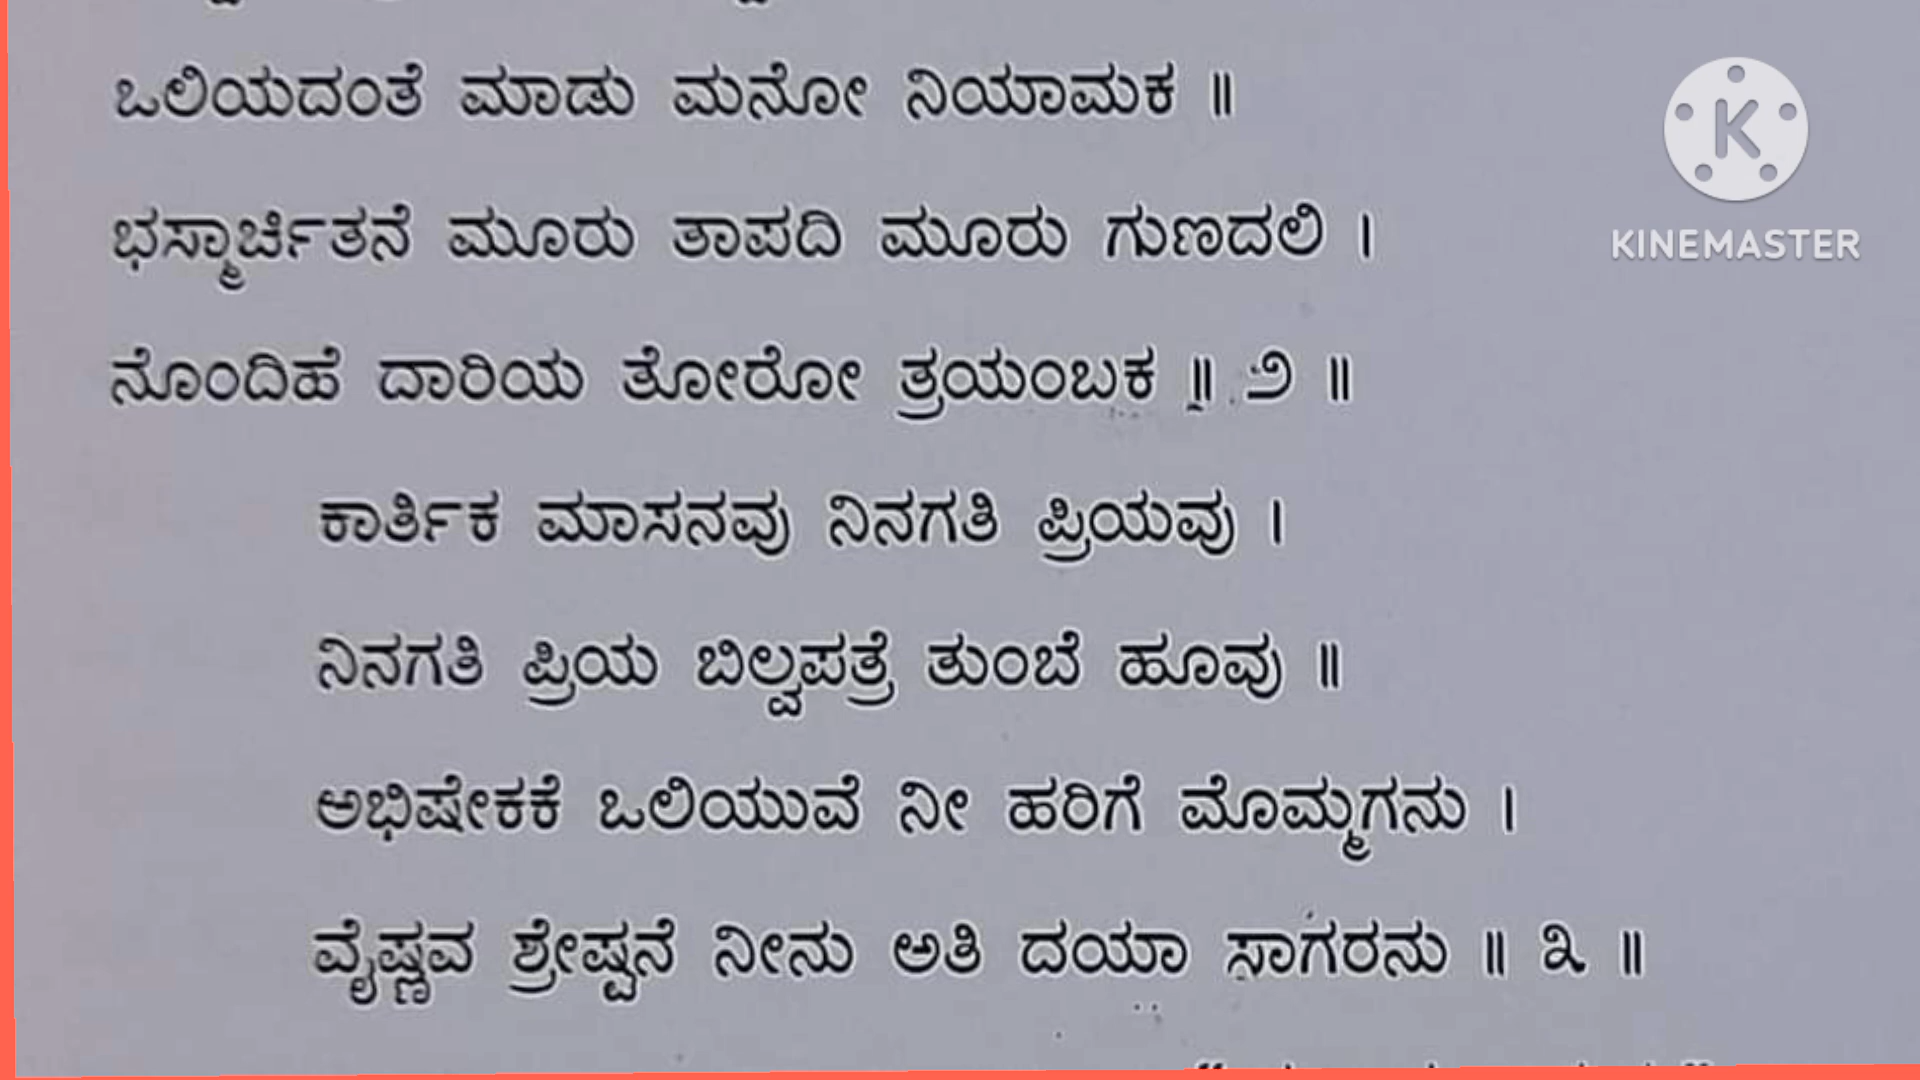 ಒಲಿಯದಂತೆ ಮಾಡು ಮನೋ ನಿಯಾಮಕ ॥
ಭಸ್ಮಾರ್ಚಿತನೆ ಮೂರು ತಾಪದಿ ಮೂರು ಗುಣದಲಿ ।
ನೊಂದಿಹೆ ದಾರಿಯ ತೋರೋ ತ್ರಯಂಬಕ ॥ ೨ ॥
ಕಾರ್ತಿಕ ಮಾಸನವು ನಿನಗತಿ ಪ್ರಿಯವು ।
ನಿನಗತಿ ಪ್ರಿಯ ಬಿಲ್ವಪತ್ರೆ ತುಂಬೆ ಹೂವು ॥
ಅಭಿಷೇಕಕೆ ಒಲಿಯುವೆ ನೀ ಹರಿಗೆ ಮೊಮ್ಮಗನು ।
ವೈಷ್ಣವ ಶ್ರೇಷ್ಟನೆ ನೀನು ಅತಿ ದಯಾ ಸಾಗರನು ॥ ೩ ॥
K
KINEMASTER